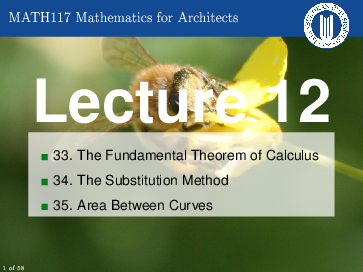 MATH117 Mathematics for Architects
Lecture 12
33. The Fundamental Theorem of Calculus
34. The Substitution Method
35. Area Between Curves
1 of 58